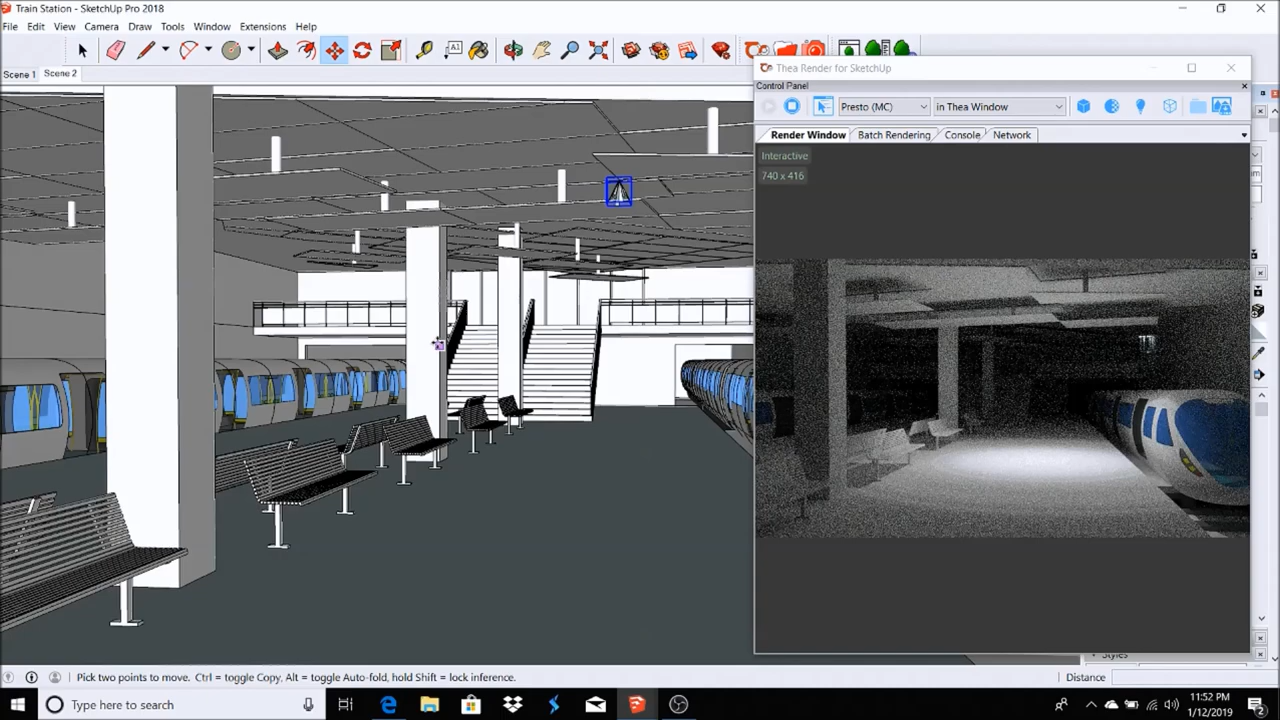 Train Station - SketchUp Pro 2018
File Edit View Camera Draw Tools Window Extensions Help
A1
Scene 1 Scene 2
Thea Render for SketchUp
Control Panel
Presto (MC) in Thea Window
Render Window Batch Rendering Console Network
Interactive
740 x 416
Styles
Pick two points to move. Ctrl = toggle Copy, Alt = toggle Auto-fold, hold Shift = lock inference.
Distance
Type here to search
11:52 PM
1/12/2019
2